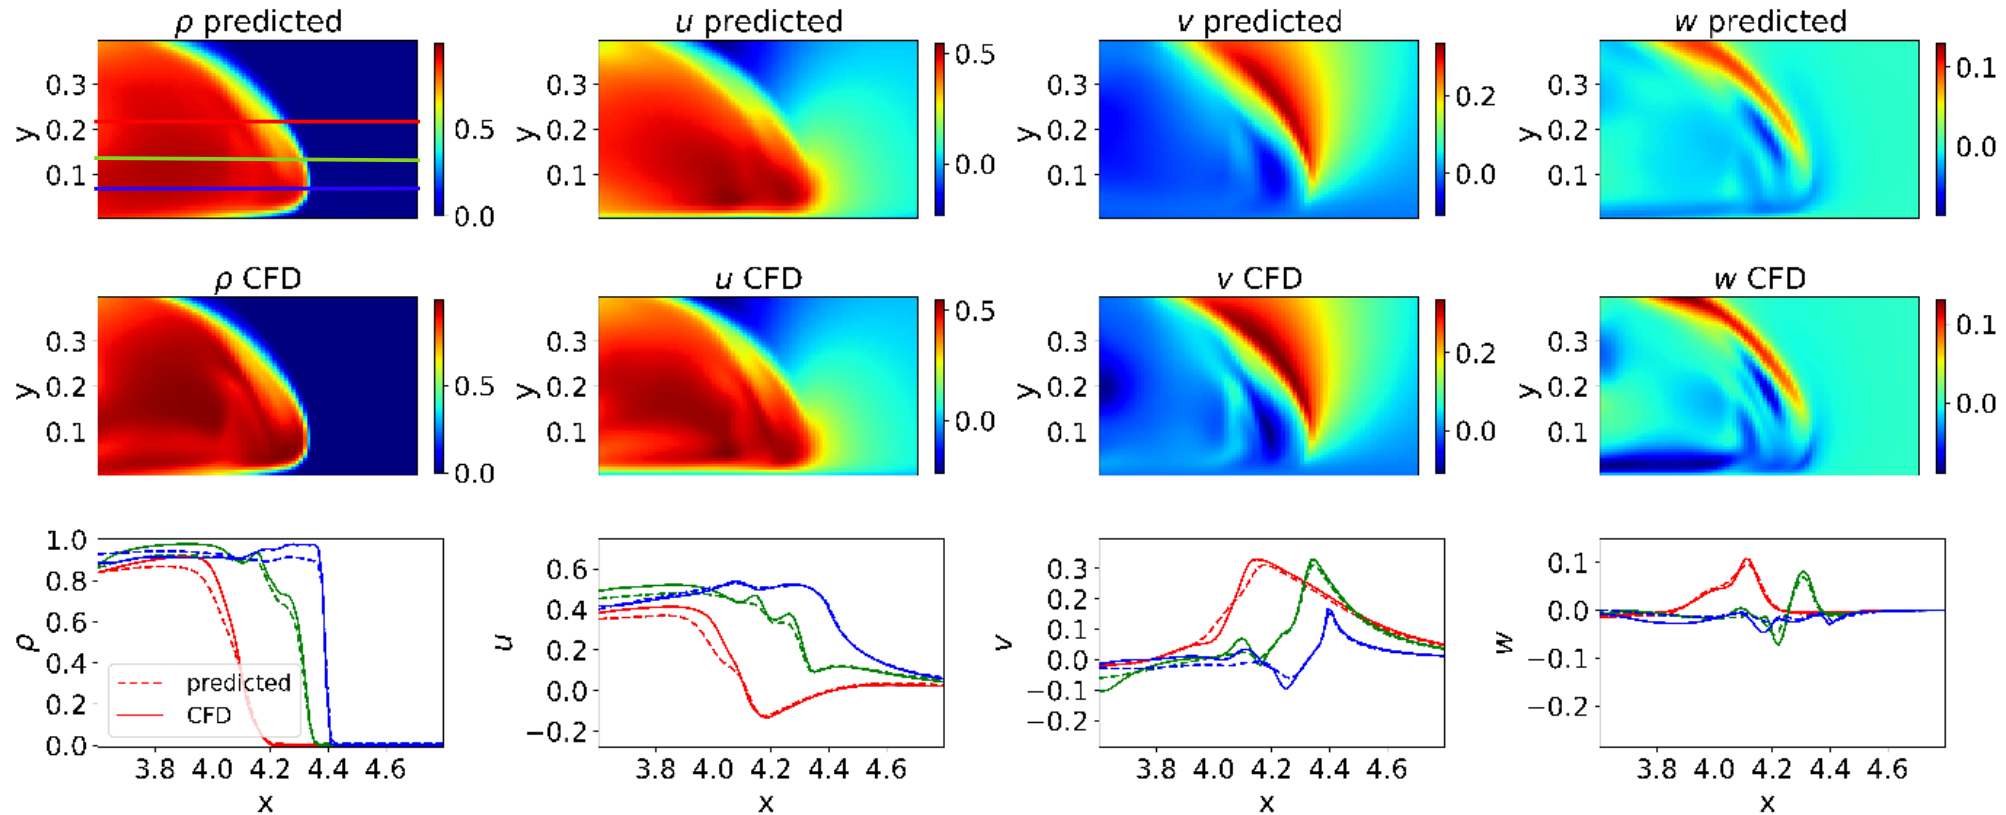 ρ predicted
u predicted
v predicted
w predicted
y
0.3
0.2
0.1
0.5
0.0
y
0.3
0.2
0.1
0.5
0.0
y
0.3
0.2
0.1
0.2
0.0
y
0.3
0.2
0.1
0.1
0.0
ρ CFD
u CFD
v CFD
w CFD
y
0.3
0.2
0.1
0.5
0.0
y
0.3
0.2
0.1
0.5
0.0
y
0.3
0.2
0.1
0.2
0.0
y
0.3
0.2
0.1
0.1
0.0
ρ
1.0
0.8
0.6
0.4
0.2
0.0
predicted
CFD
3.8 4.0 4.2 4.4 4.6
x
u
0.6
0.4
0.2
0.0
−0.2
3.8 4.0 4.2 4.4 4.6
x
v
0.3
0.2
0.1
0.0
−0.1
−0.2
3.8 4.0 4.2 4.4 4.6
x
w
0.1
0.0
−0.1
−0.2
3.8 4.0 4.2 4.4 4.6
x